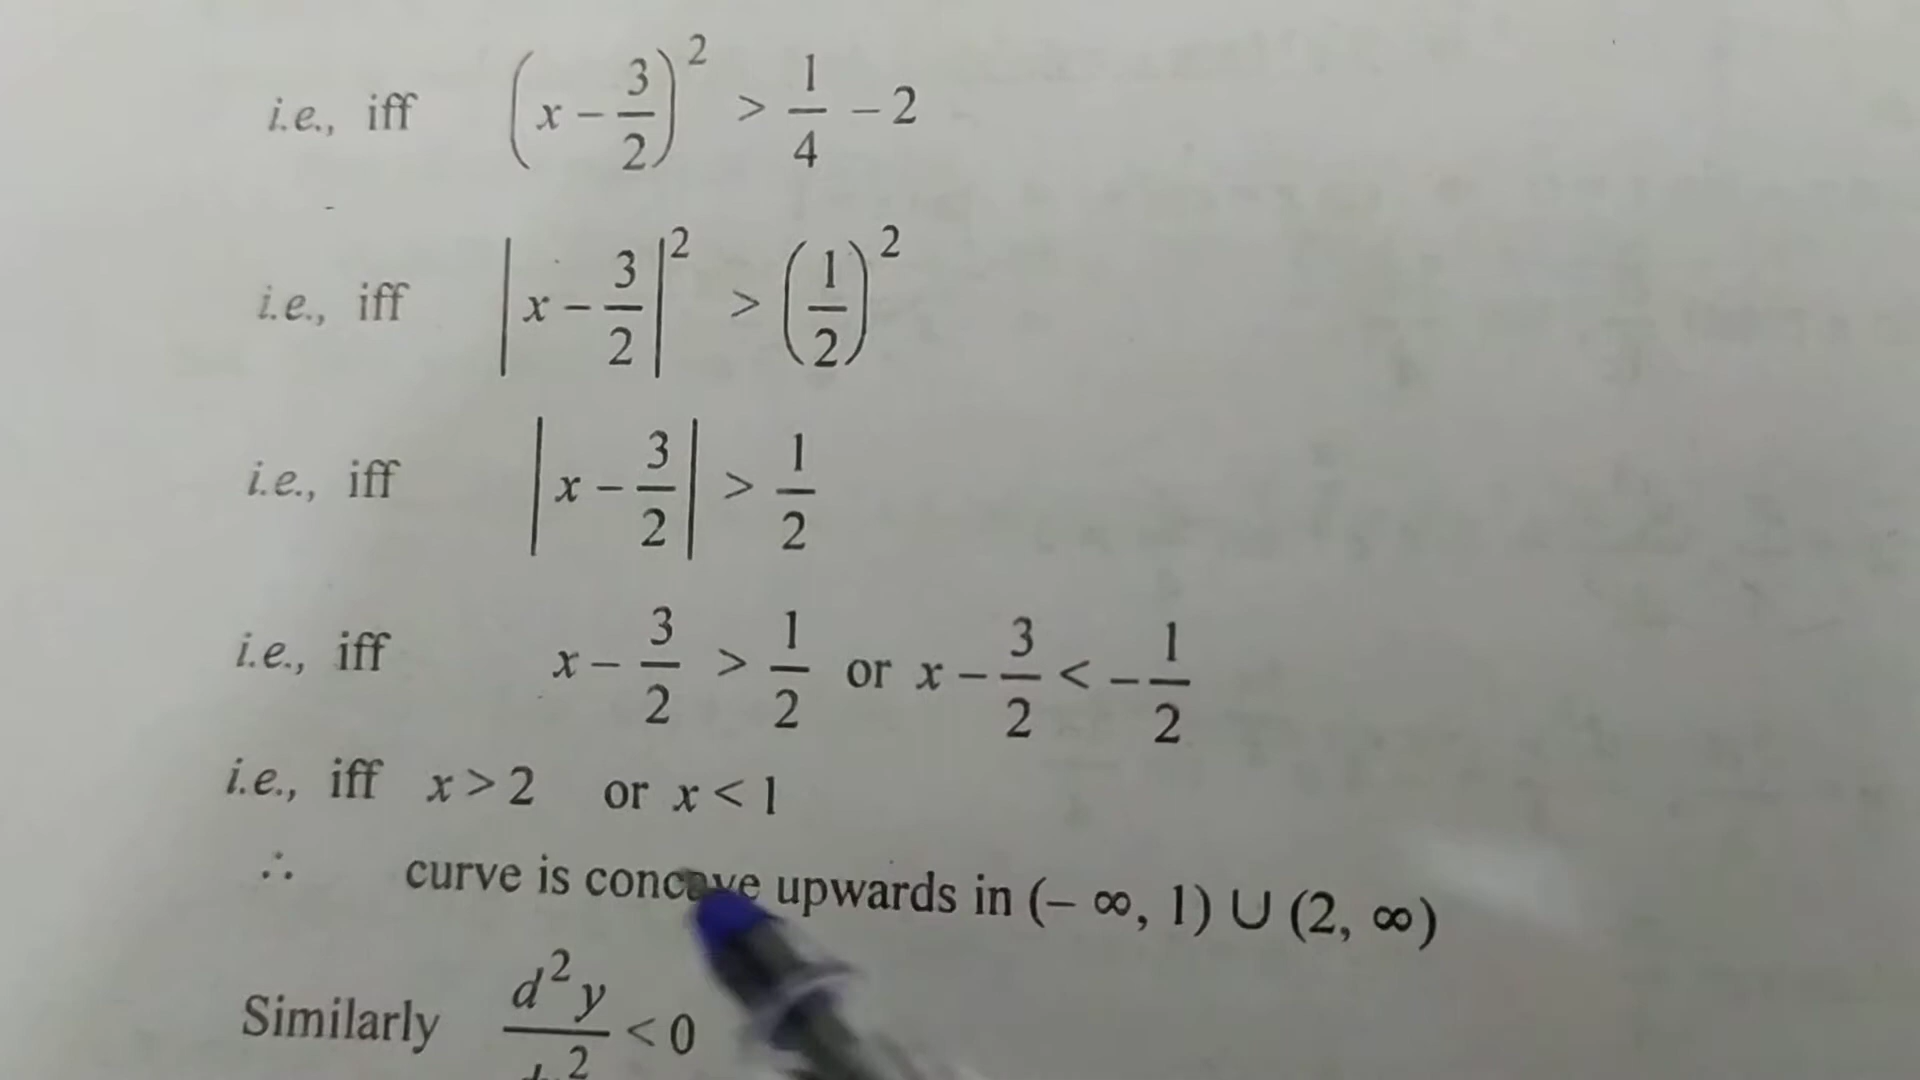 i.e., iff (x - 3/2)² > 1/4 - 2
i.e., iff |x - 3/2|² > (1/2)²
i.e., iff |x - 3/2| > 1/2
i.e., iff x - 3/2 > 1/2 or x - 3/2 < - 1/2
i.e., iff x > 2 or x < 1
∴ curve is concave upwards in (- ∞, 1) ∪ (2, ∞)
Similarly d²y/dx² < 0